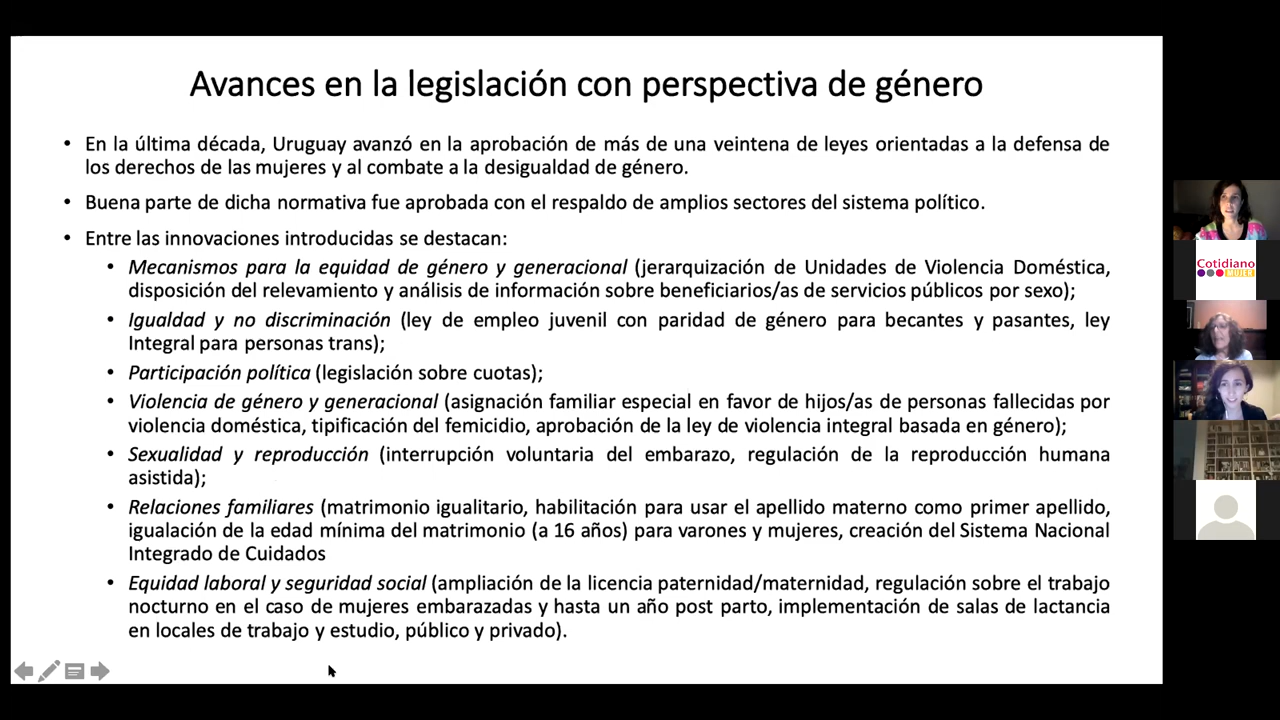 Avances en la legislación con perspectiva de género
• En la última década, Uruguay avanzó en la aprobación de más de una veintena de leyes orientadas a la defensa de
los derechos de las mujeres y al combate a la desigualdad de género.
• Buena parte de dicha normativa fue aprobada con el respaldo de amplios sectores del sistema político.
• Entre las innovaciones introducidas se destacan:
• Mecanismos para la equidad de género y generacional (jerarquización de Unidades de Violencia Doméstica,
disposición del relevamiento y análisis de información sobre beneficiarios/as de servicios públicos por sexo);
• Igualdad y no discriminación (ley de empleo juvenil con paridad de género para becantes y pasantes, ley
Integral para personas trans);
• Participación política (legislación sobre cuotas);
• Violencia de género y generacional (asignación familiar especial en favor de hijos/as de personas fallecidas por
violencia doméstica, tipificación del femicidio, aprobación de la ley de violencia integral basada en género);
• Sexualidad y reproducción (interrupción voluntaria del embarazo, regulación de la reproducción humana
asistida);
• Relaciones familiares (matrimonio igualitario, habilitación para usar el apellido materno como primer apellido,
igualación de la edad mínima del matrimonio (a 16 años) para varones y mujeres, creación del Sistema Nacional
Integrado de Cuidados
• Equidad laboral y seguridad social (ampliación de la licencia paternidad/maternidad, regulación sobre el trabajo
nocturno en el caso de mujeres embarazadas y hasta un año post parto, implementación de salas de lactancia
en locales de trabajo y estudio, público y privado).
Cotidiano
MUJER